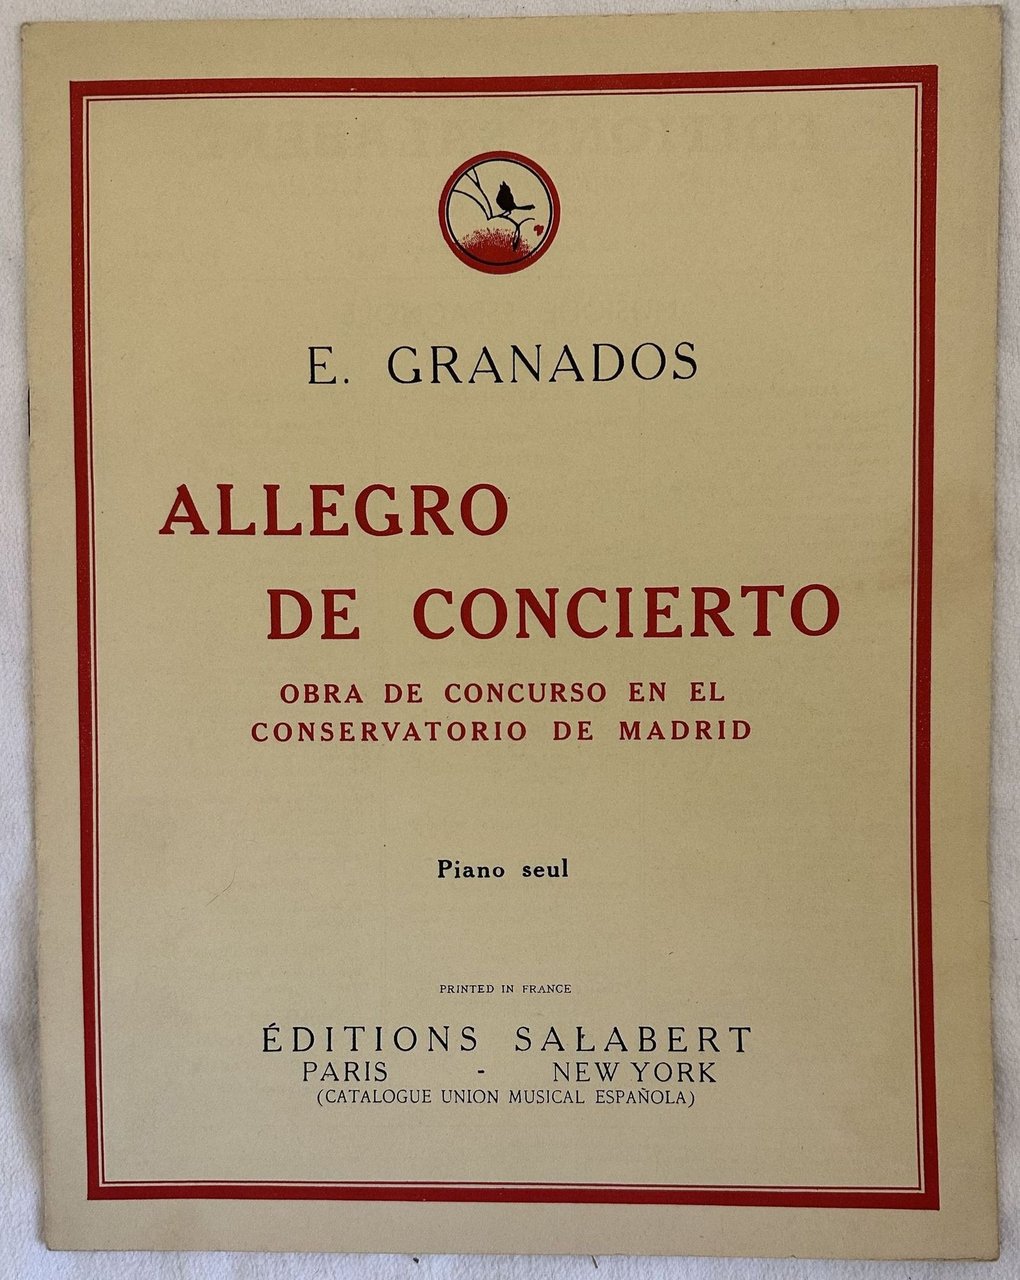 E. GRANADOS
ALLEGRO
DE CONCIERTO
OBRA DE CONCURSO EN EL
CONSERVATORIO DE MADRID
Piano seul
PRINTED IN FRANCE
ÉDITIONS SALABERT
PARIS - NEW YORK
(CATALOGUE UNION MUSICAL ESPAÑOLA)